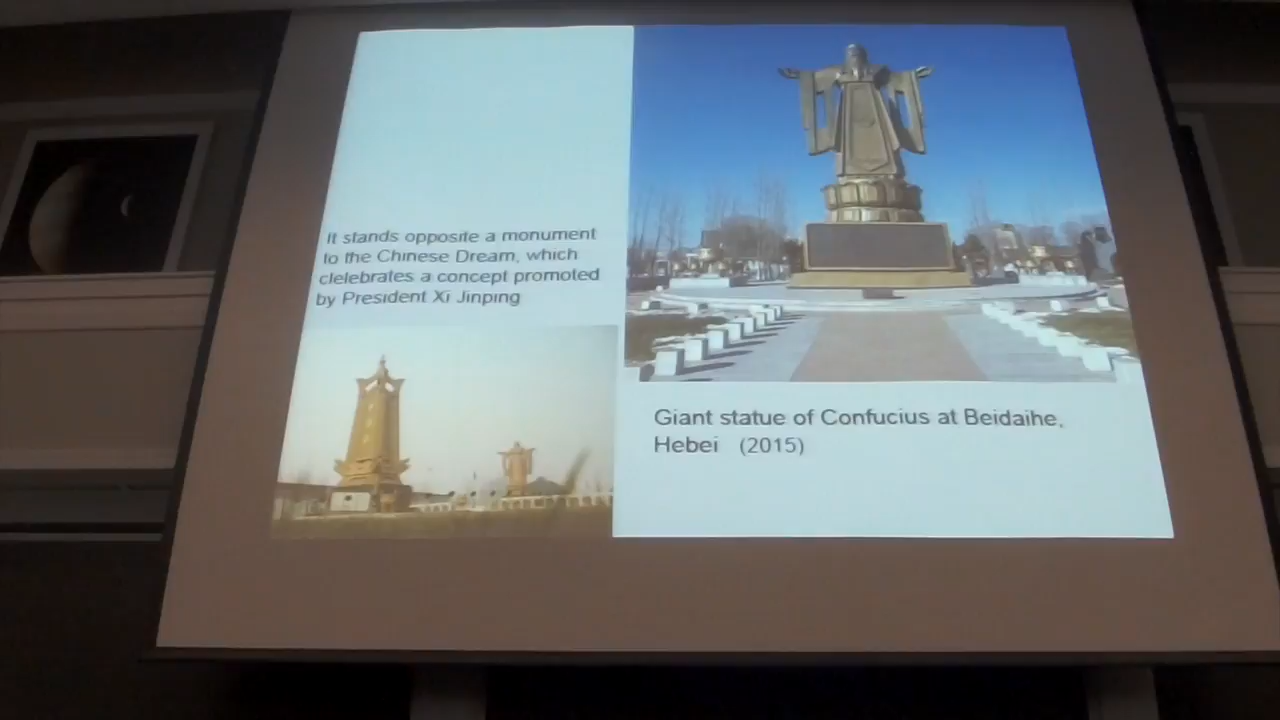 It stands opposite a monument
to the Chinese Dream, which
clelebrates a concept promoted
by President Xi Jinping
Giant statue of Confucius at Beidaihe,
Hebei (2015)